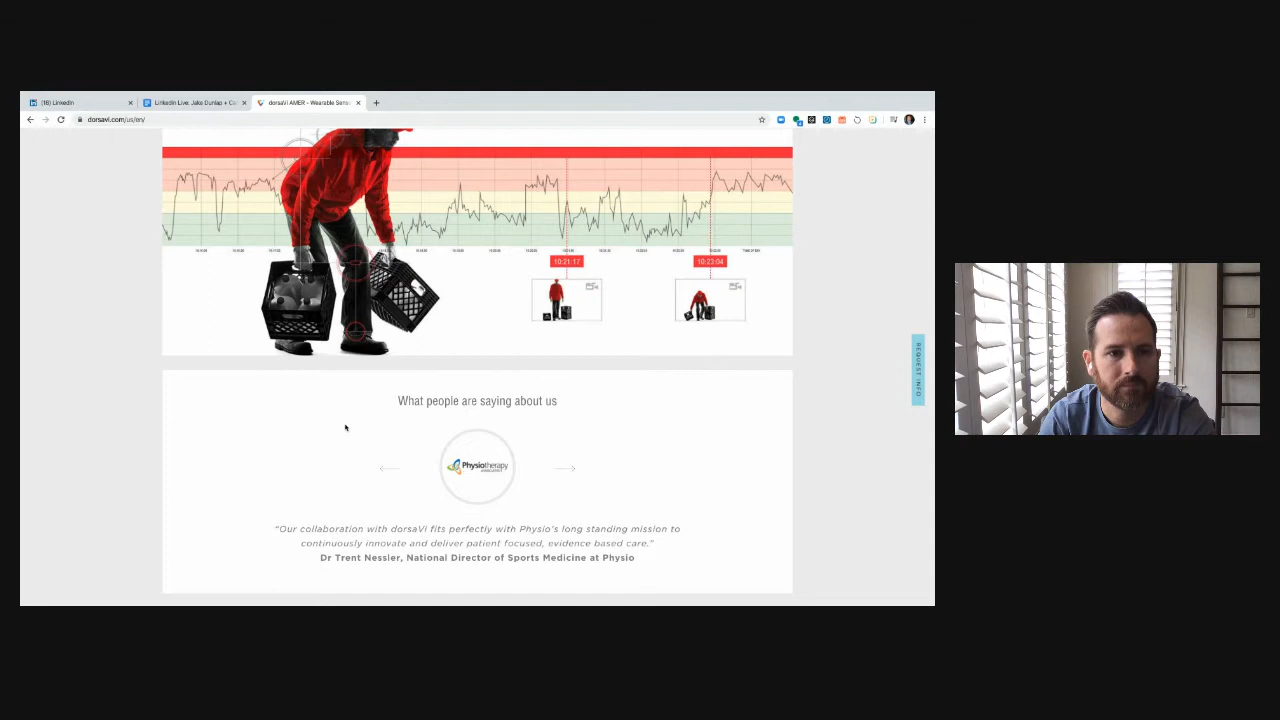 (16) LinkedIn
LinkedIn Live: Jake Dunlap + Ca
dorsaVi AMER - Wearable Sens
dorsavi.com/us/en/
10:21:17
10:23:04
REQUEST INFO
What people are saying about us
Physiotherapy
"Our collaboration with dorsaVi fits perfectly with Physio's long standing mission to
continuously innovate and deliver patient focused, evidence based care."
Dr Trent Nessler, National Director of Sports Medicine at Physio